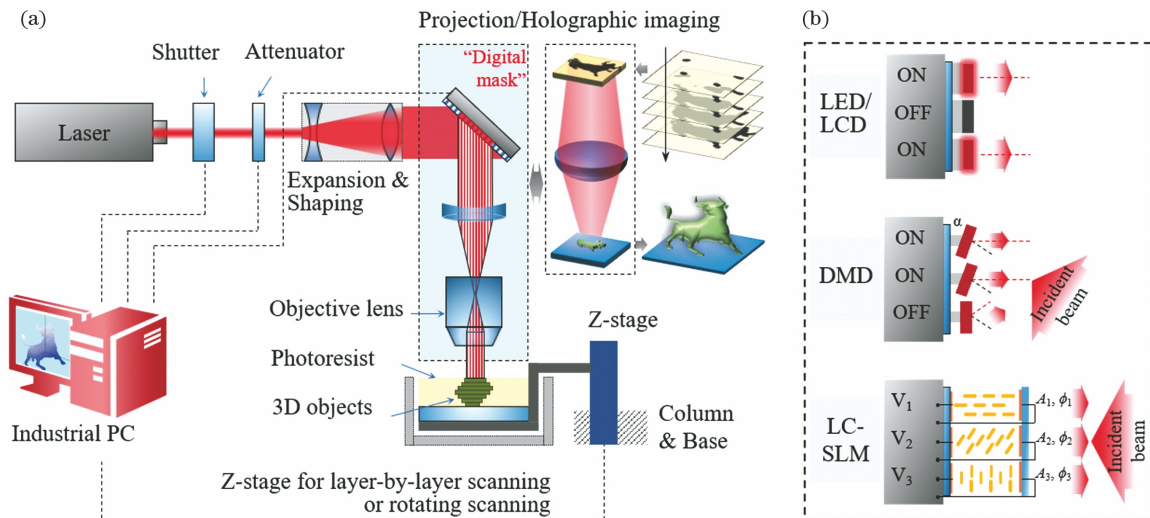 (a)
Projection/Holographic imaging
Shutter
Attenuator
“Digital
mask”
Laser
Expansion &
Shaping
Objective lens
Z-stage
Photoresist
3D objects
Industrial PC
Column
& Base
Z-stage for layer-by-layer scanning
or rotating scanning
(b)
LED/
LCD
ON
OFF
ON
DMD
ON
ON
OFF
α
Incident
beam
LC-
SLM
V1
V2
V3
A1, ϕ1
A2, ϕ2
A3, ϕ3
Incident
beam